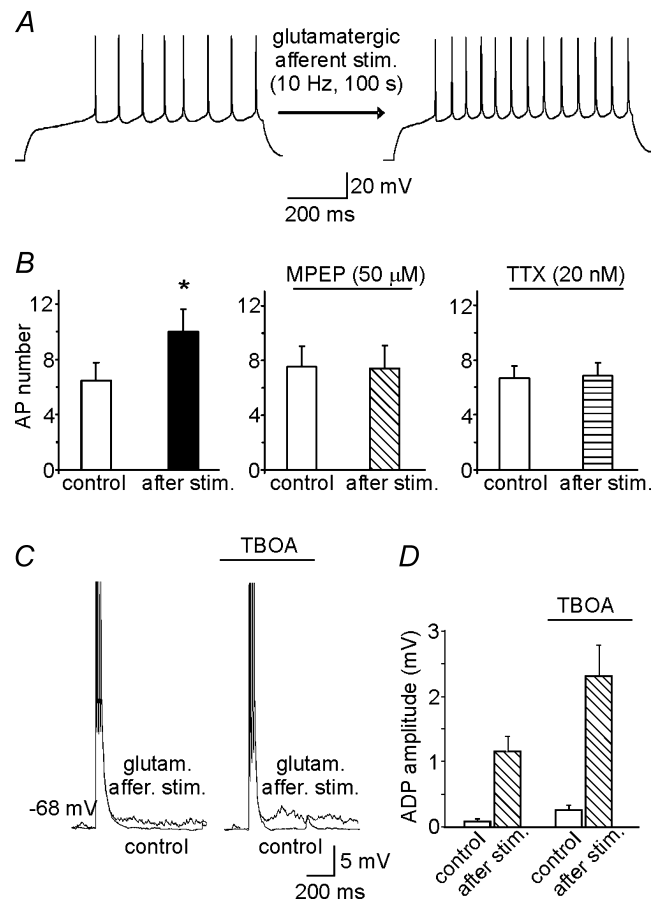 A
glutamatergic
afferent stim.
(10 Hz, 100 s)
20 mV
200 ms
B
MPEP (50 µM)
TTX (20 nM)
*
AP number
12
8
4
0
control
after stim.
12
8
4
0
control
after stim.
12
8
4
0
control
after stim.
C
TBOA
glutam.
affer. stim.
glutam.
affer. stim.
-68 mV
control
control
5 mV
200 ms
D
TBOA
ADP amplitude (mV)
3
2
1
0
control
after stim.
control
after stim.